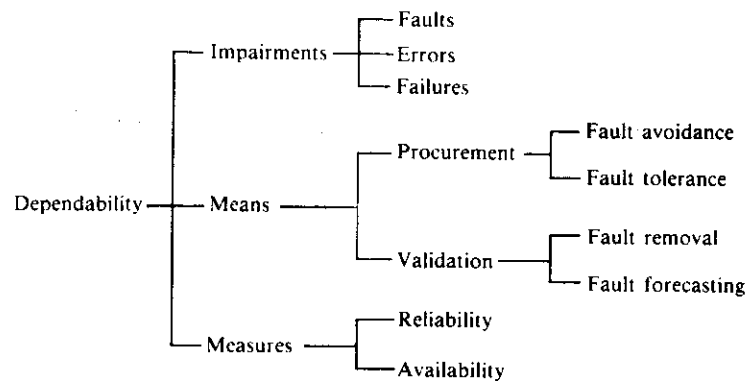 Faults
Impairments
Errors
Failures
Fault avoidance
Procurement
Fault tolerance
Dependability
Means
Fault removal
Validation
Fault forecasting
Reliability
Measures
Availability